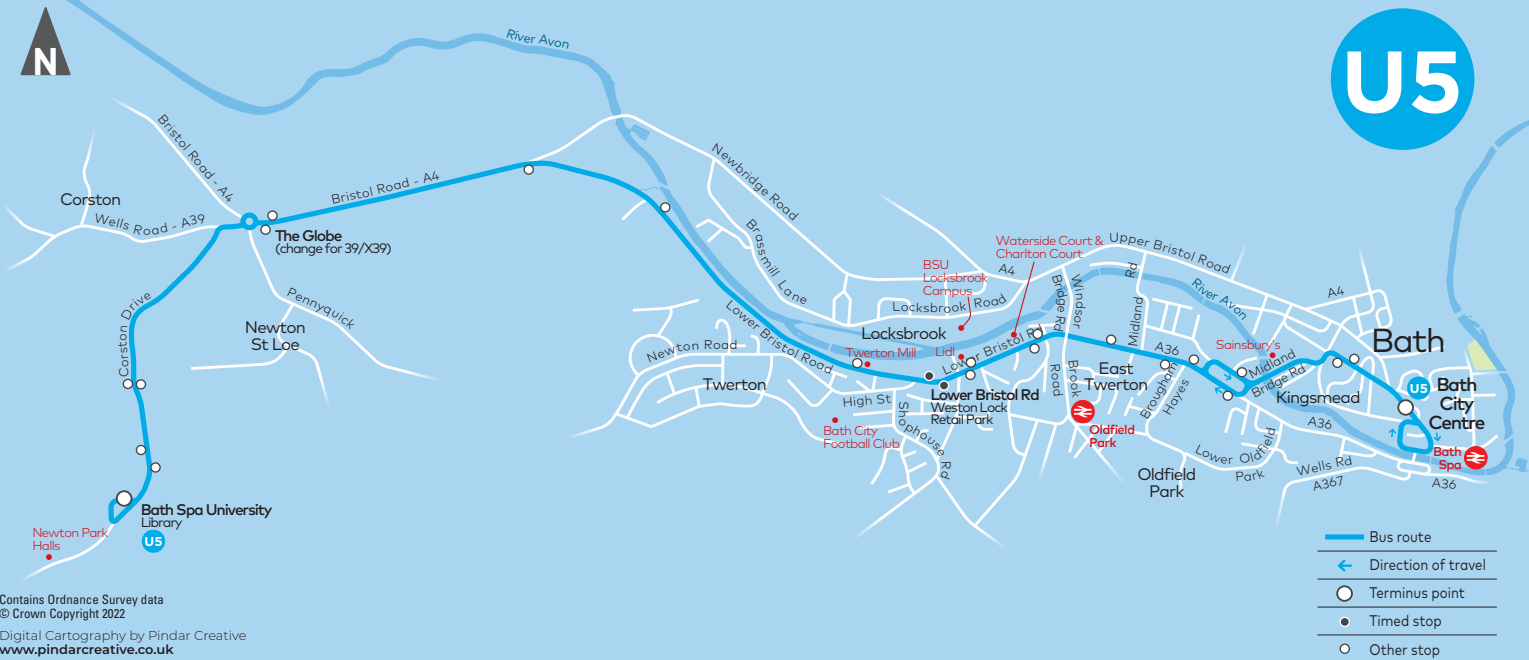 N
River Avon
U5
Bristol Road - A4
Corston
Wells Road - A39
Bristol Road - A4
The Globe
(change for 39/X39)
Newbridge Road
Brassmill Lane
BSU
Locksbrook
Campus
Waterside Court &
Charlton Court
A4
Upper Bristol Road
Locksbrook Road
Windsor
Bridge Rd
Midland
Rd
River Avon
A4
Corston Drive
Pennyquick
Newton
St Loe
Lower Bristol Road
Newton Road
Twerton
Locksbrook
Twerton Mill
Lidl
Lower Bristol Rd
Lower Bristol Rd
Weston Lock
Retail Park
High St
Shophouse Rd
Bath City
Football Club
Brook
Road
East
Twerton
A36
Brougham
Hayes
Oldfield
Park
Oldfield
Park
Lower Oldfield
Park
Sainsbury's
Midland
Bridge Rd
Kingsmead
A36
Wells Rd
A367
A36
Bath
U5
Bath
City
Centre
Bath
Spa
Bath Spa University
Library
U5
Newton Park
Halls
Bus route
Direction of travel
Terminus point
Timed stop
Other stop
Contains Ordnance Survey data
© Crown Copyright 2022
Digital Cartography by Pindar Creative
www.pindarcreative.co.uk